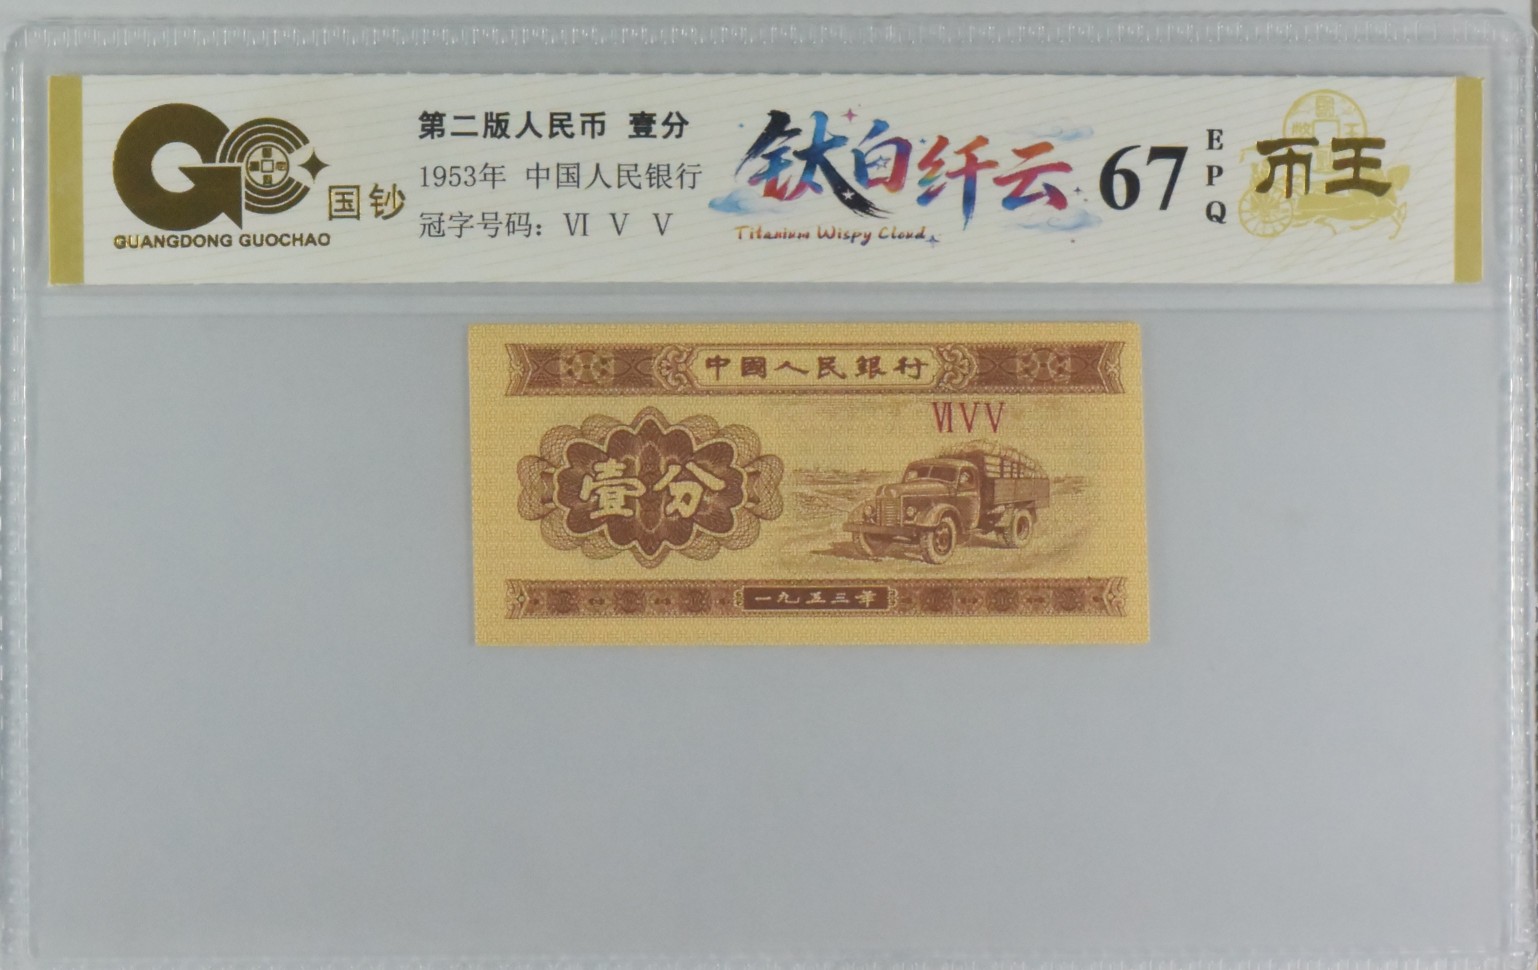 国钞
GUANGDONG GUOCHAO
第二版人民币 壹分
1953年 中国人民银行
冠字号码：Ⅵ Ⅴ Ⅴ
钛白纤云
Titanium Wispy Cloud
67
EPQ
币王
中國人民銀行
ⅥⅤⅤ
壹分
一九五三年